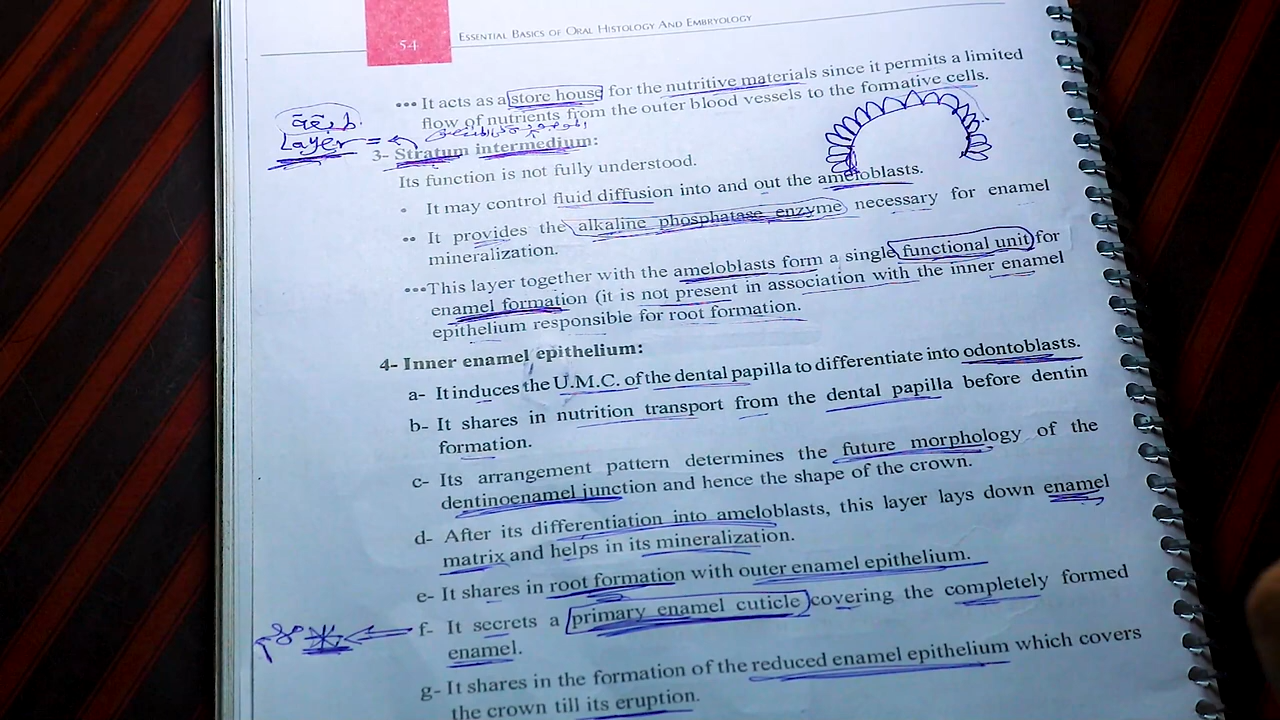 54
ESSENTIAL BASICS OF ORAL HISTOLOGY AND EMBRYOLOGY
••• It acts as a store house for the nutritive materials since it permits a limited
flow of nutrients from the outer blood vessels to the formative cells.
Layer =
3- Stratum intermedium:
Its function is not fully understood.
• It may control fluid diffusion into and out the ameloblasts.
•• It provides the alkaline phosphatase enzyme necessary for enamel
mineralization.
•••This layer together with the ameloblasts form a single functional unit for
enamel formation (it is not present in association with the inner enamel
epithelium responsible for root formation.
4- Inner enamel epithelium:
a- It induces the U.M.C. of the dental papilla to differentiate into odontoblasts.
b- It shares in nutrition transport from the dental papilla before dentin
formation.
c- Its arrangement pattern determines the future morphology of the
dentinoenamel junction and hence the shape of the crown.
d- After its differentiation into ameloblasts, this layer lays down enamel
matrix and helps in its mineralization.
e- It shares in root formation with outer enamel epithelium.
f- It secrets a primary enamel cuticle covering the completely formed
enamel.
g- It shares in the formation of the reduced enamel epithelium which covers
the crown till its eruption.